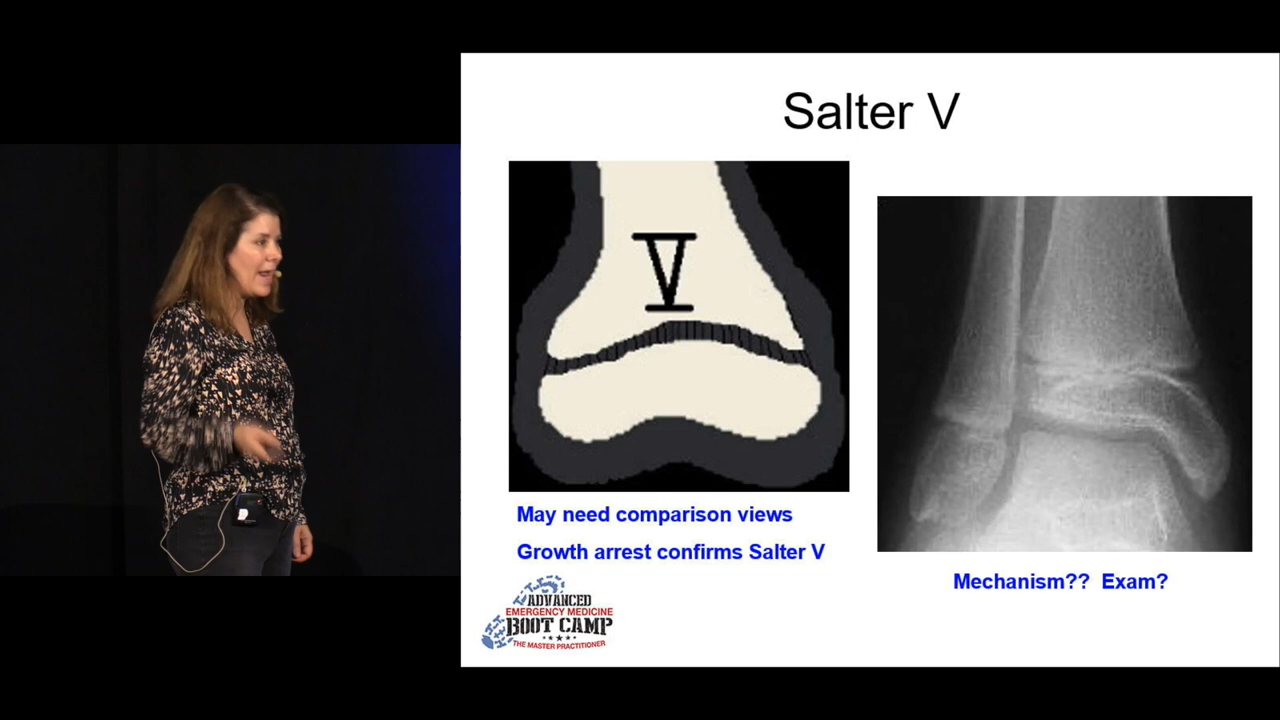 Salter V
V
May need comparison views
Growth arrest confirms Salter V
Mechanism?? Exam?
ADVANCED
EMERGENCY MEDICINE
BOOT CAMP
THE MASTER PRACTITIONER